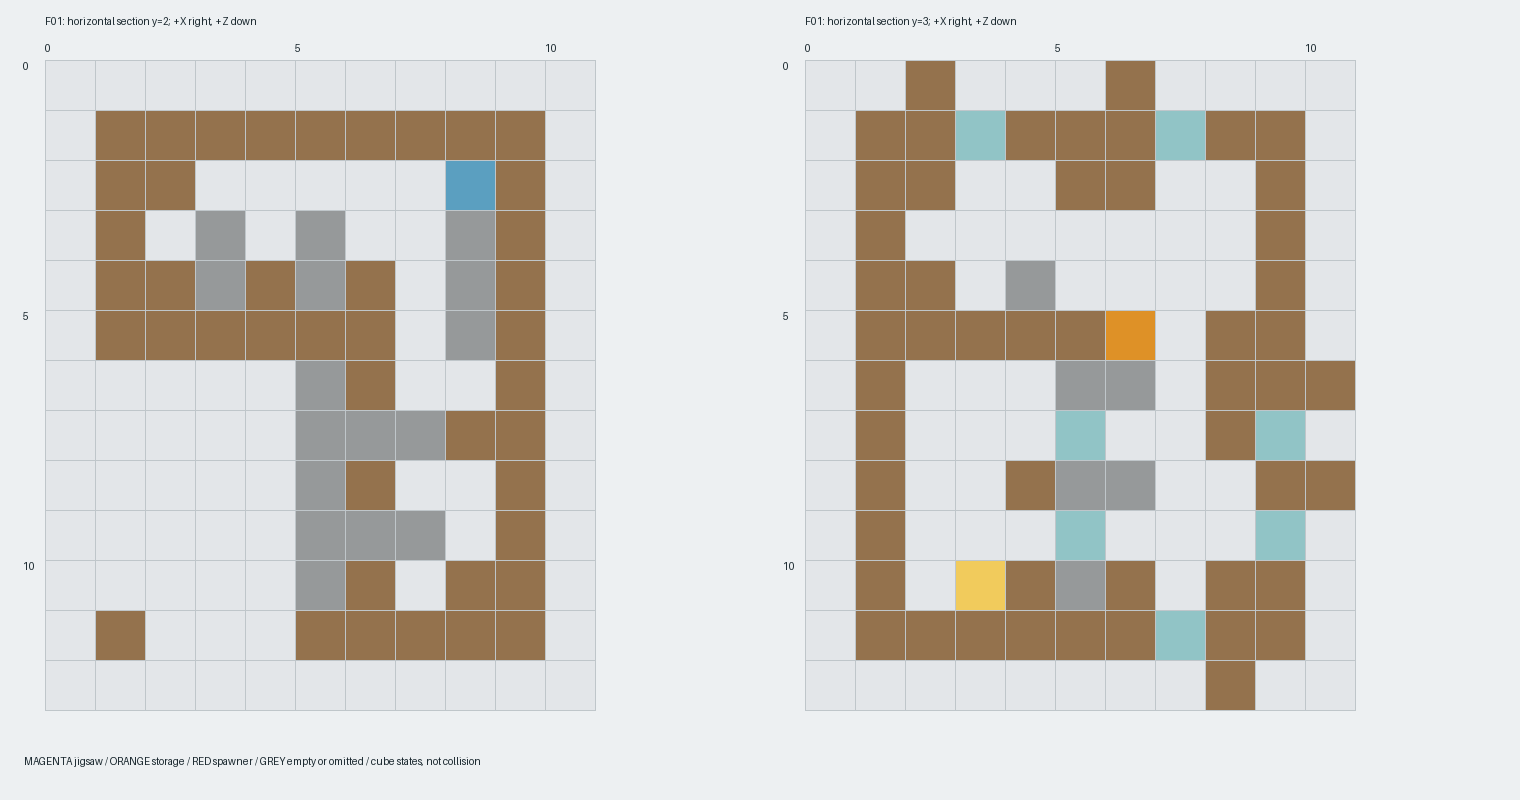 F01: horizontal section y=2; +X right, +Z down
F01: horizontal section y=3; +X right, +Z down
0 5 10
0 5 10
0
0
5
5
10
10
MAGENTA jigsaw / ORANGE storage / RED spawner / GREY empty or omitted / cube states, not collision